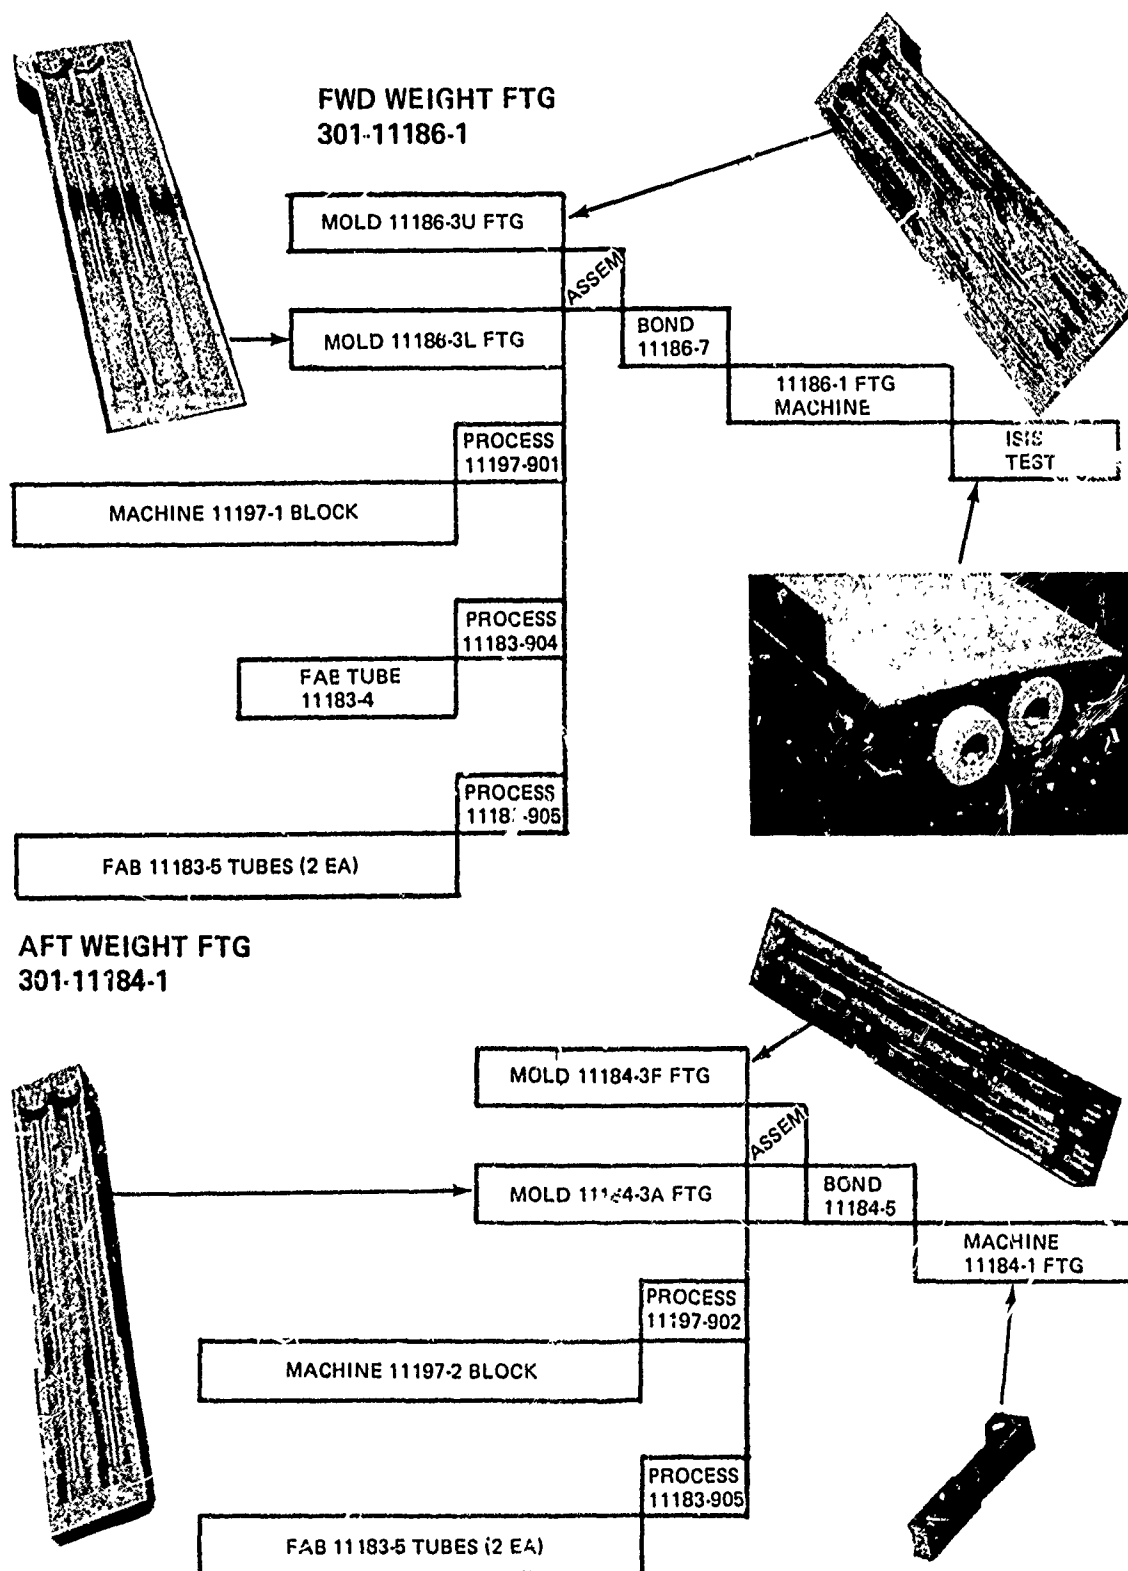 FWD WEIGHT FTG
301-11186-1
MOLD 11186-3U FTG
ASSEM
MOLD 11186-3L FTG
BOND
11186-7
11186-1 FTG
MACHINE
ISIS
TEST
PROCESS
11197-901
MACHINE 11197-1 BLOCK
PROCESS
11183-904
FAB TUBE
11183-4
PROCESS
-905
FAB 11183-5 TUBES (2 EA)
AFT WEIGHT FTG
301-11184-1
MOLD 11184-3F FTG
ASSEM
MOLD 11184-3A FTG
BOND
11184-5
MACHINE
11184-1 FTG
PROCESS
11197-902
MACHINE 11197-2 BLOCK
PROCESS
11183-905
FAB 11183-5 TUBES (2 EA)